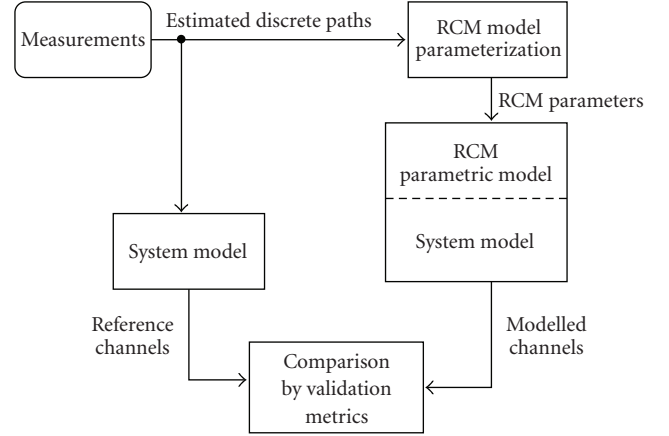 Measurements
Estimated discrete paths
RCM model
parameterization
RCM parameters
RCM
parametric model
System model
System model
Reference
channels
Modelled
channels
Comparison
by validation
metrics